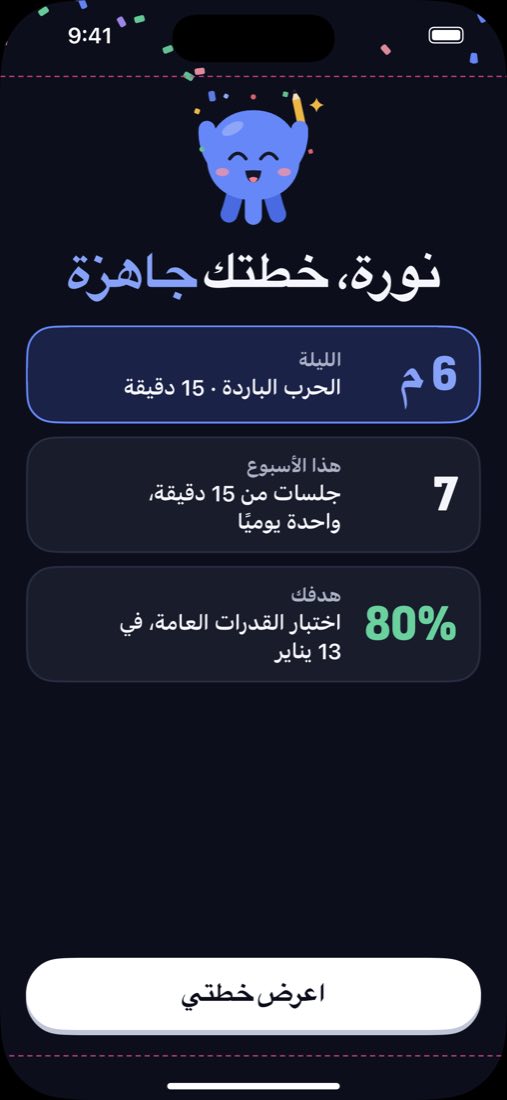 9:41
نورة، خطتك جاهزة
6 م
الليلة
الحرب الباردة · 15 دقيقة
7
هذا الأسبوع
جلسات من 15 دقيقة،
واحدة يوميًا
80%
هدفك
اختبار القدرات العامة، في
13 يناير
اعرض خطتي